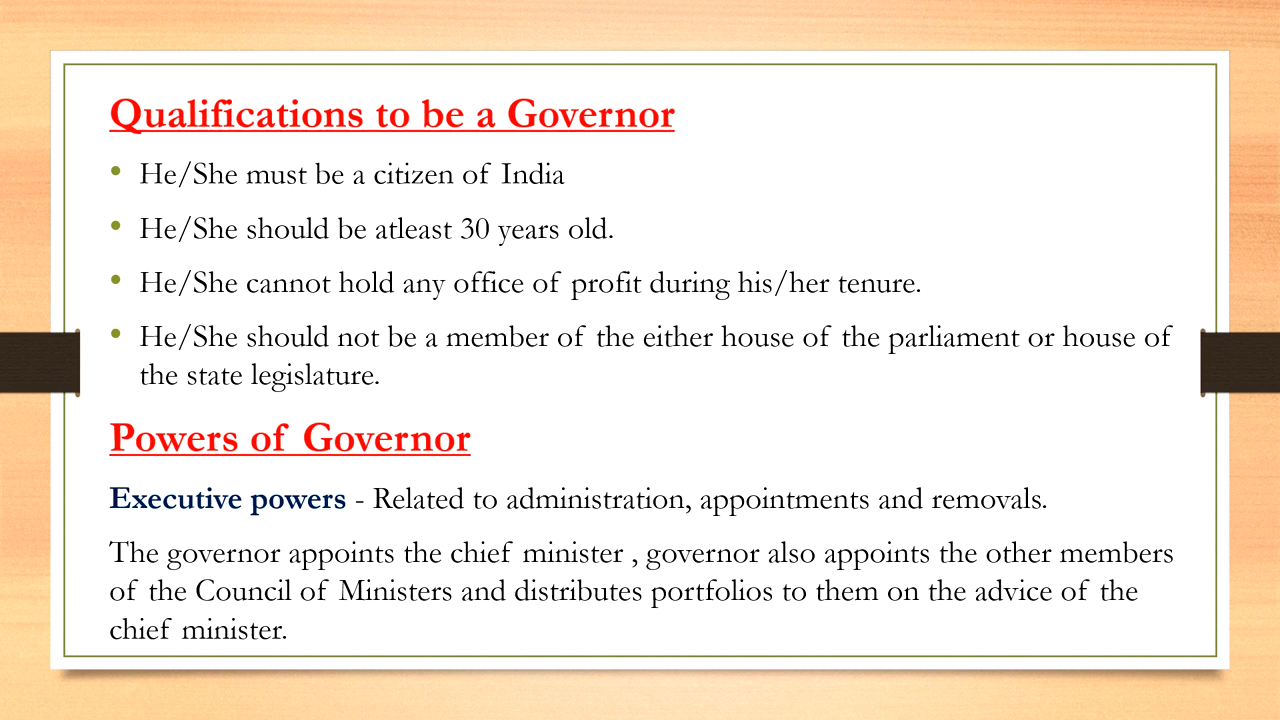 Qualifications to be a Governor
• He/She must be a citizen of India
• He/She should be atleast 30 years old.
• He/She cannot hold any office of profit during his/her tenure.
• He/She should not be a member of the either house of the parliament or house of
the state legislature.
Powers of Governor
Executive powers - Related to administration, appointments and removals.
The governor appoints the chief minister , governor also appoints the other members
of the Council of Ministers and distributes portfolios to them on the advice of the
chief minister.